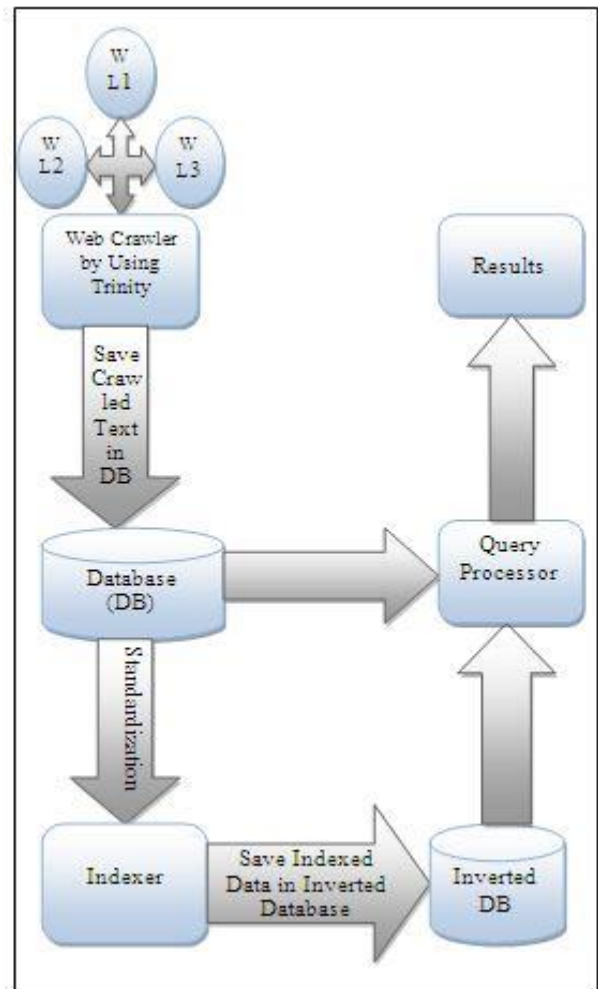 W
L1
W
L2
W
L3
Web Crawler
by Using
Trinity
Results
Save
Craw
led
Text
in
DB
Database
(DB)
Query
Processor
Standardization
Indexer
Save Indexed
Data in Inverted
Database
Inverted
DB